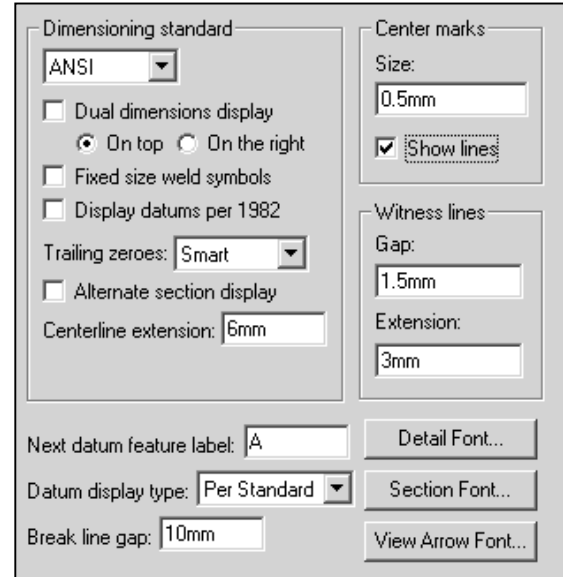 Dimensioning standard
ANSI
Dual dimensions display
On top On the right
Fixed size weld symbols
Display datums per 1982
Trailing zeroes: Smart
Alternate section display
Centerline extension: 6mm
Center marks
Size:
0.5mm
Show lines
Witness lines
Gap:
1.5mm
Extension:
3mm
Next datum feature label: A
Datum display type: Per Standard
Break line gap: 10mm
Detail Font...
Section Font...
View Arrow Font...